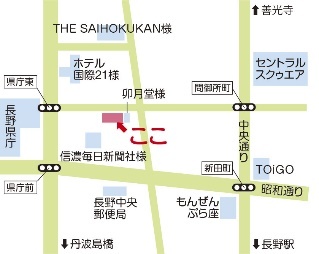 ↑善光寺
THE SAIHOKUKAN様
ホテル
国際21様
セントラル
スクゥエア
県庁東
卯月堂様
問御所町
長野県庁
ここ
中央通り
信濃毎日新聞社様
新田町
TOiGO
県庁前
昭和通り
長野中央
郵便局
もんぜん
ぷら座
↓丹波島橋
↓長野駅